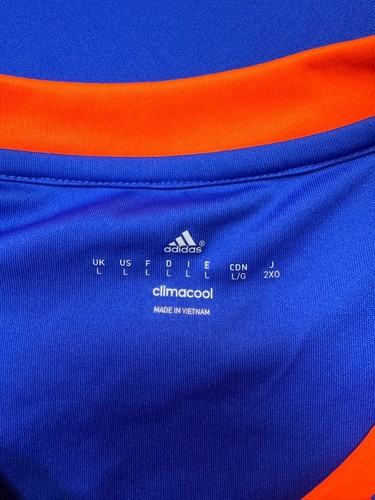 adidas®
UK US F D I E CDN J
L L L L L L L/G 2XO
climacool
MADE IN VIETNAM